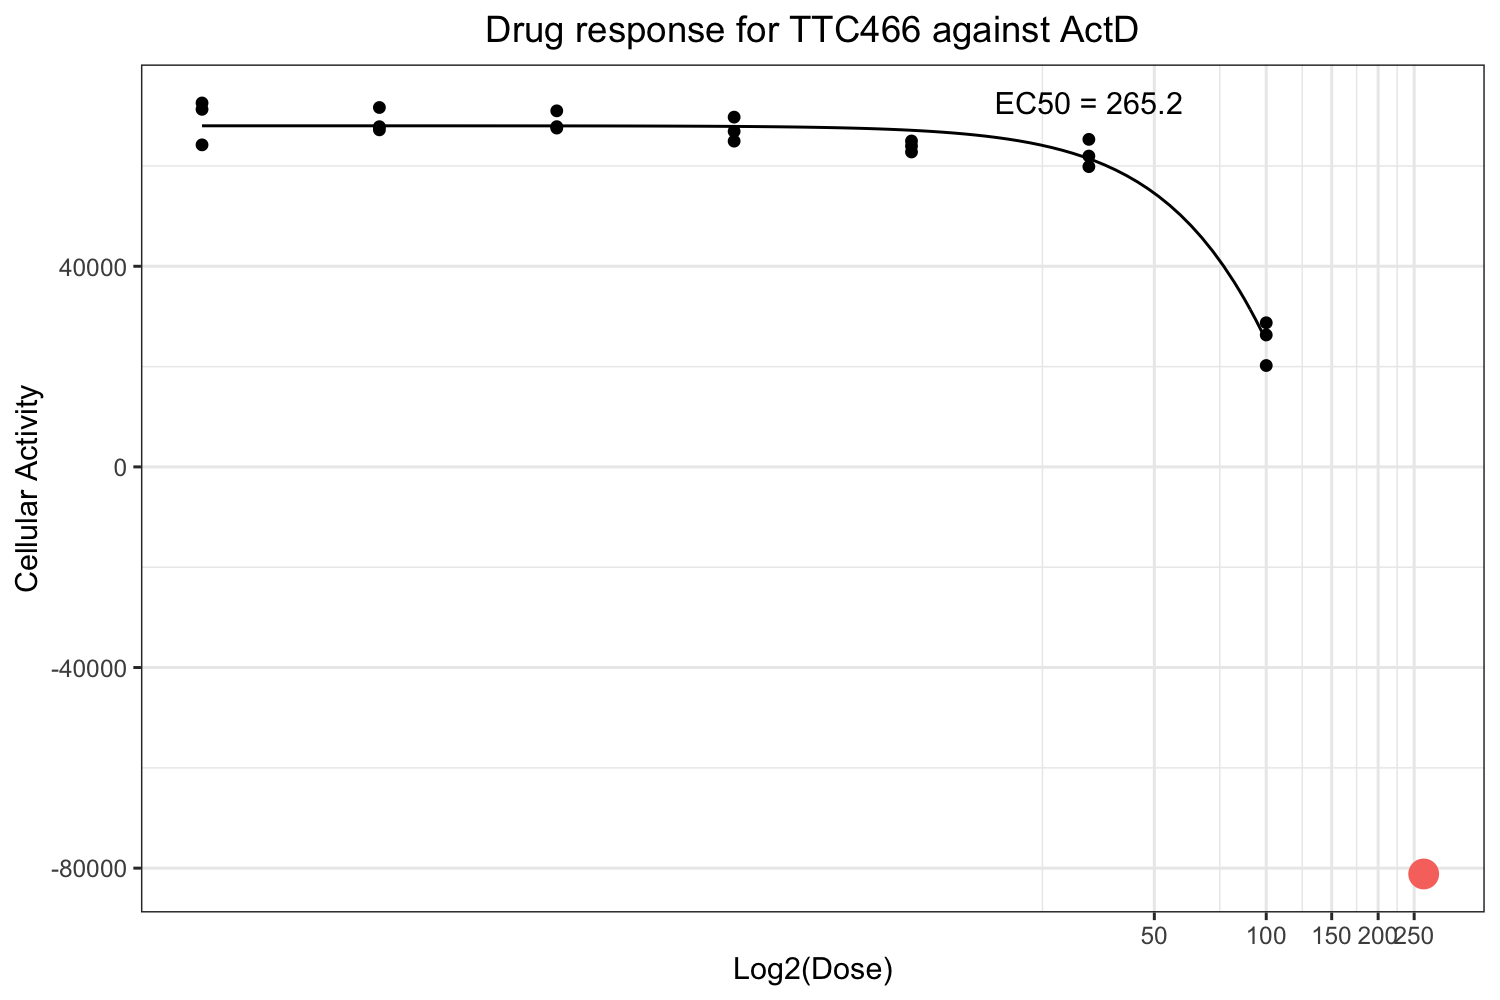 Drug response for TTC466 against ActD
EC50 = 265.2
40000
0
-40000
-80000
Cellular Activity
50 100 150 200 250
Log2(Dose)